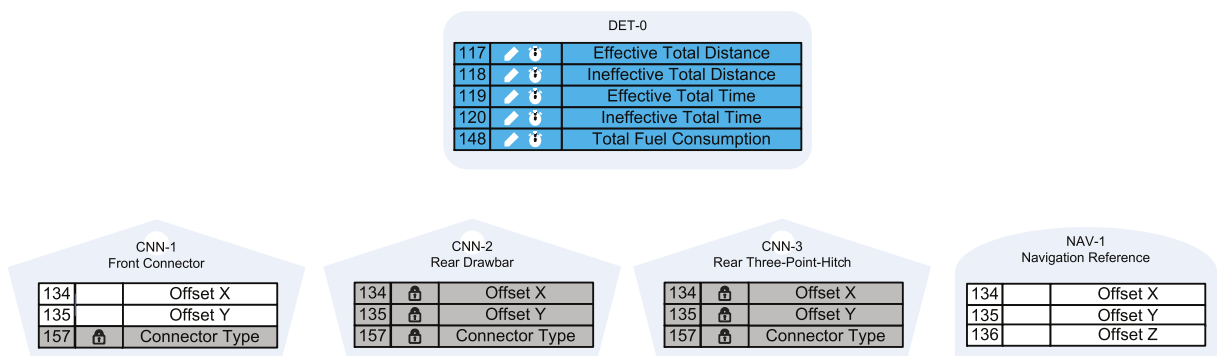 DET-0
117 Effective Total Distance
118 Ineffective Total Distance
119 Effective Total Time
120 Ineffective Total Time
148 Total Fuel Consumption
CNN-1
Front Connector
134 Offset X
135 Offset Y
157 Connector Type
CNN-2
Rear Drawbar
134 Offset X
135 Offset Y
157 Connector Type
CNN-3
Rear Three-Point-Hitch
134 Offset X
135 Offset Y
157 Connector Type
NAV-1
Navigation Reference
134 Offset X
135 Offset Y
136 Offset Z